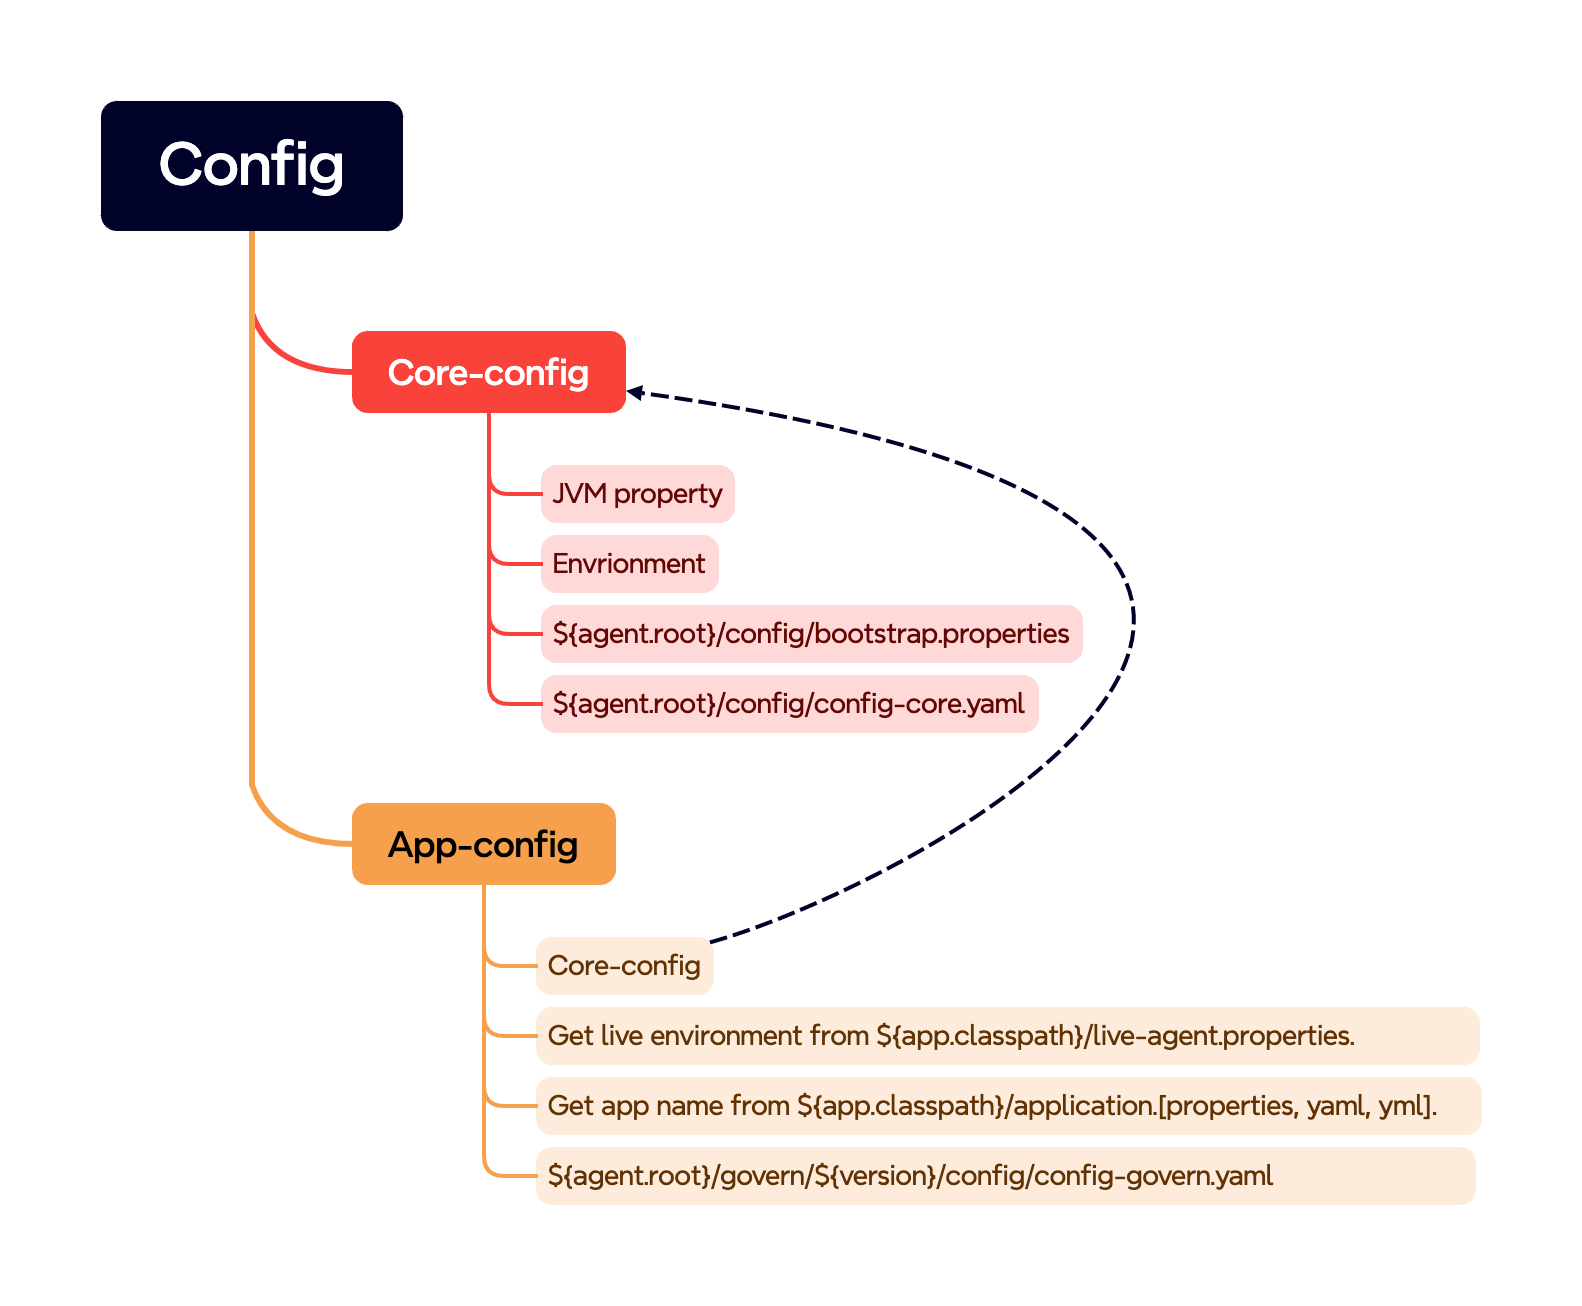 Config
Core-config
JVM property
Envrionment
${agent.root}/config/bootstrap.properties
${agent.root}/config/config-core.yaml
App-config
Core-config
Get live environment from ${app.classpath}/live-agent.properties.
Get app name from ${app.classpath}/application.[properties, yaml, yml].
${agent.root}/govern/${version}/config/config-govern.yaml